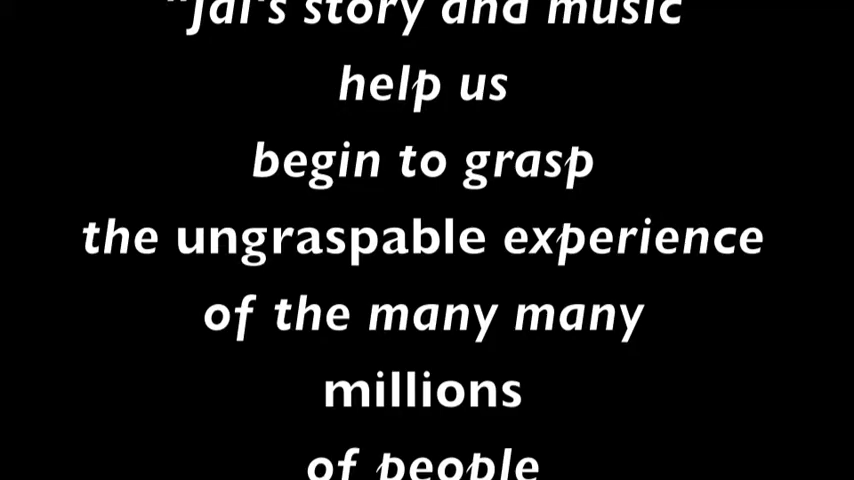 "Jal's story and music
help us
begin to grasp
the ungraspable experience
of the many many
millions
of people